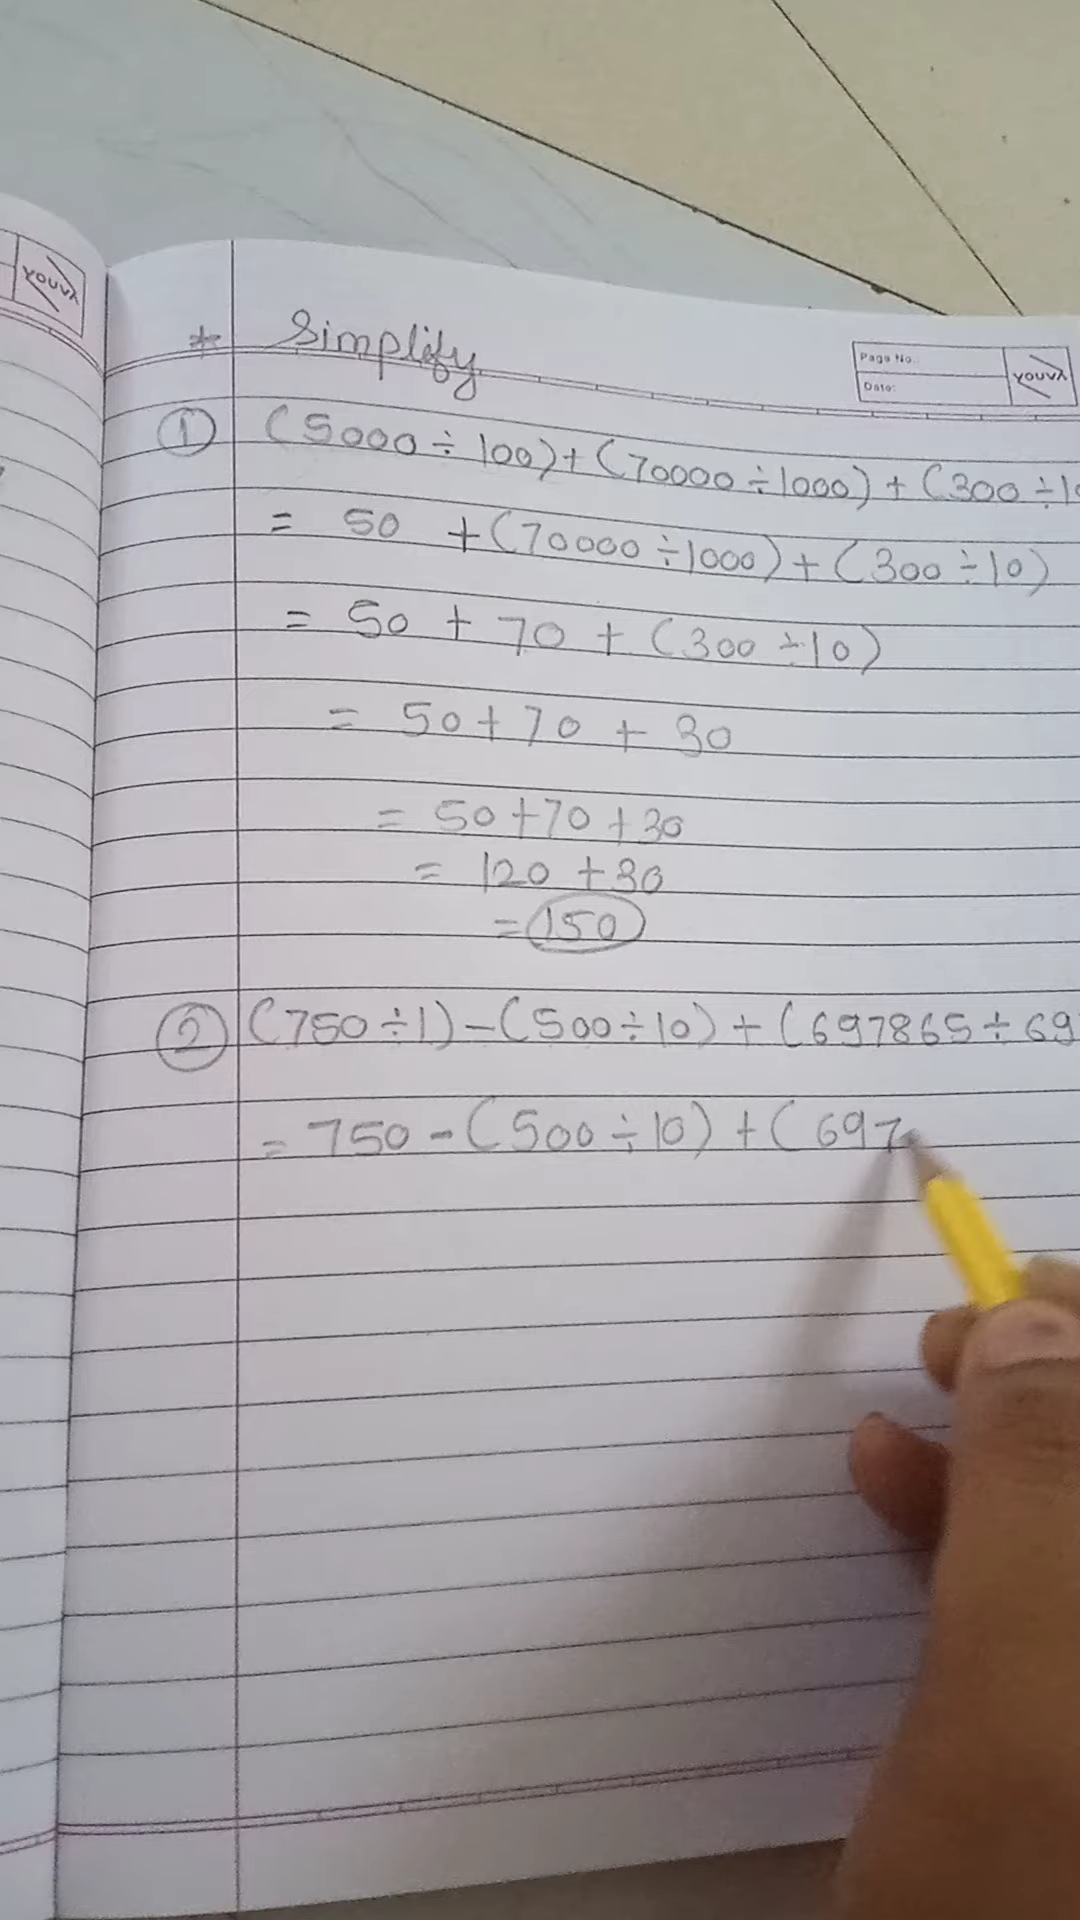 YOUVA
* Simplify
Page No.:
Date:
YOUVA
① (5000÷100)+(70000÷1000)+(300÷10
= 50 +(70000÷1000)+(300÷10)
= 50 + 70 + (300÷10)
= 50+70 + 30
= 50+70+30
= 120 +30
= 150
② (750÷1)-(500÷10)+(697865÷69
= 750-(500÷10)+(697